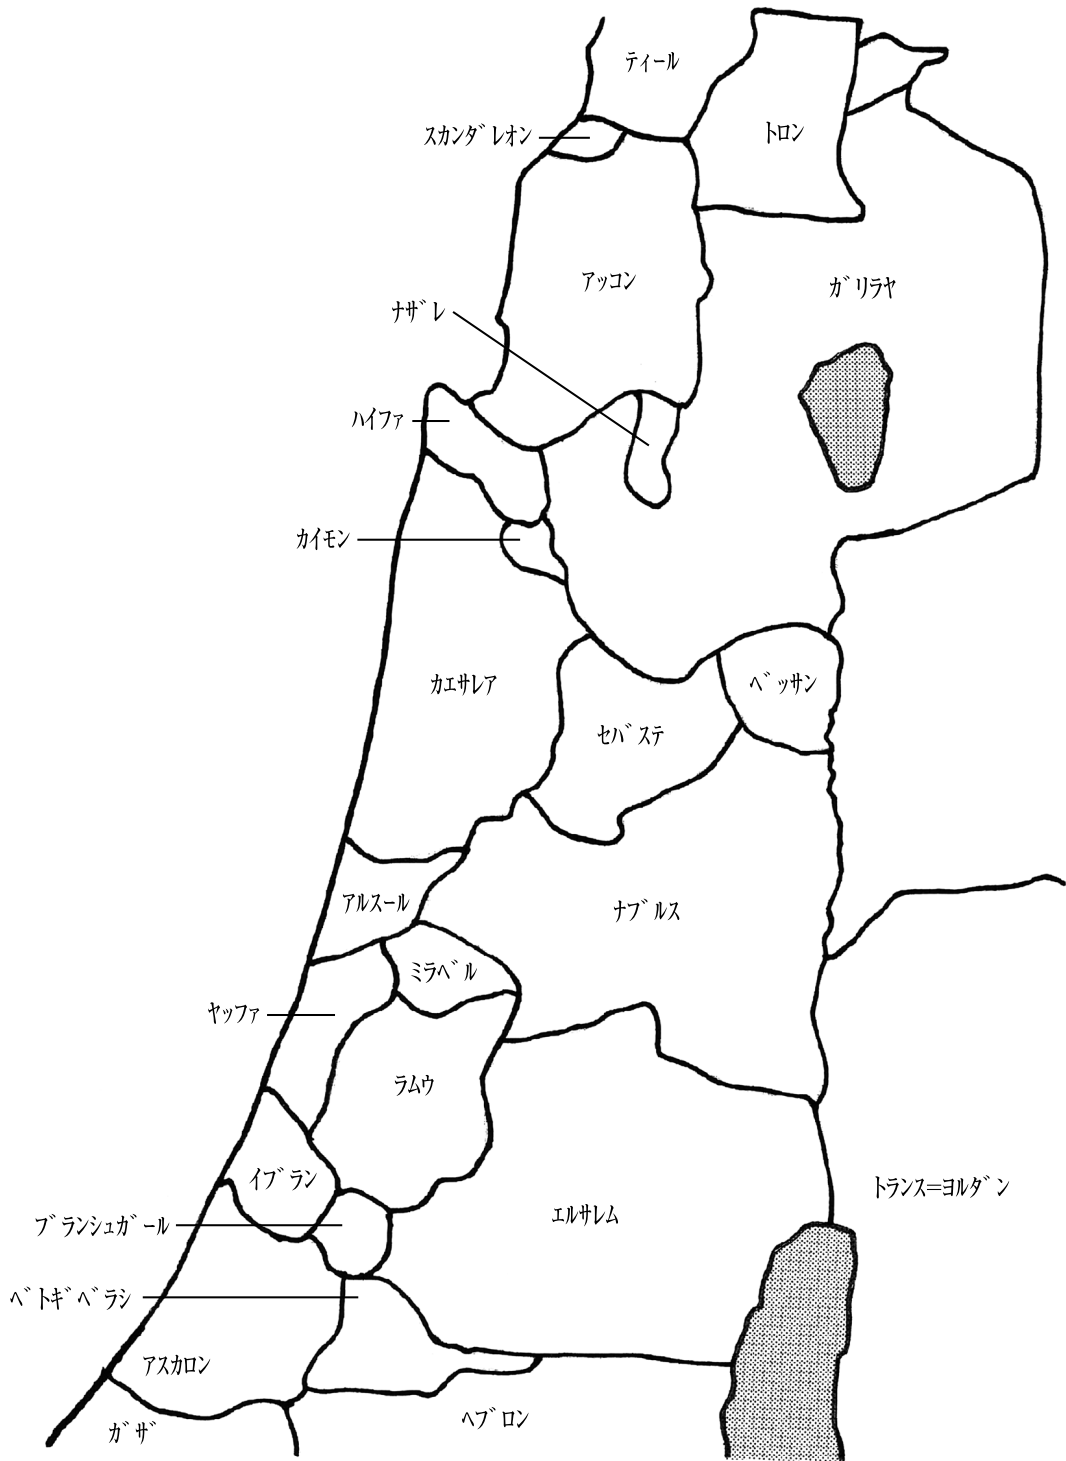 ティール
スカンダレオン
トロン
アッコン
ガリラヤ
ナザレ
ハイファ
カイモン
カエサレア
ベッサン
セバステ
アルスール
ナブルス
ミラベル
ヤッファ
ラムウ
イブラン
トランス=ヨルダン
ブランシュガール
エルサレム
ベトギベラシ
アスカロン
ヘブロン
ガザ